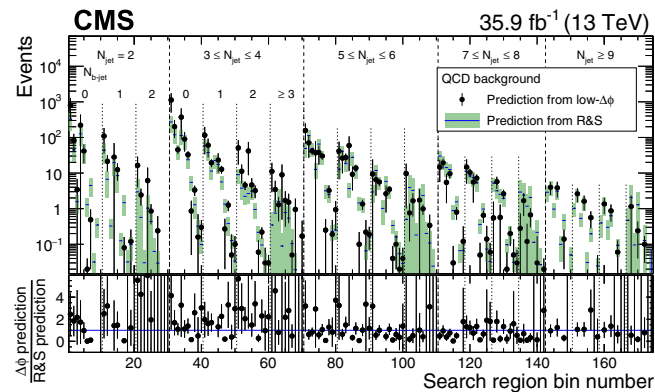 CMS 35.9 fb⁻¹ (13 TeV)
Events
N_jet = 2 3 ≤ N_jet ≤ 4 5 ≤ N_jet ≤ 6 7 ≤ N_jet ≤ 8 N_jet ≥ 9
N_b-jet
0 1 2 0 1 2 ≥ 3
QCD background
Prediction from low-Δϕ
Prediction from R&S
10⁴
10³
10²
10
1
10⁻¹
Δϕ prediction
R&S prediction
4
2
0
20 40 60 80 100 120 140 160
Search region bin number